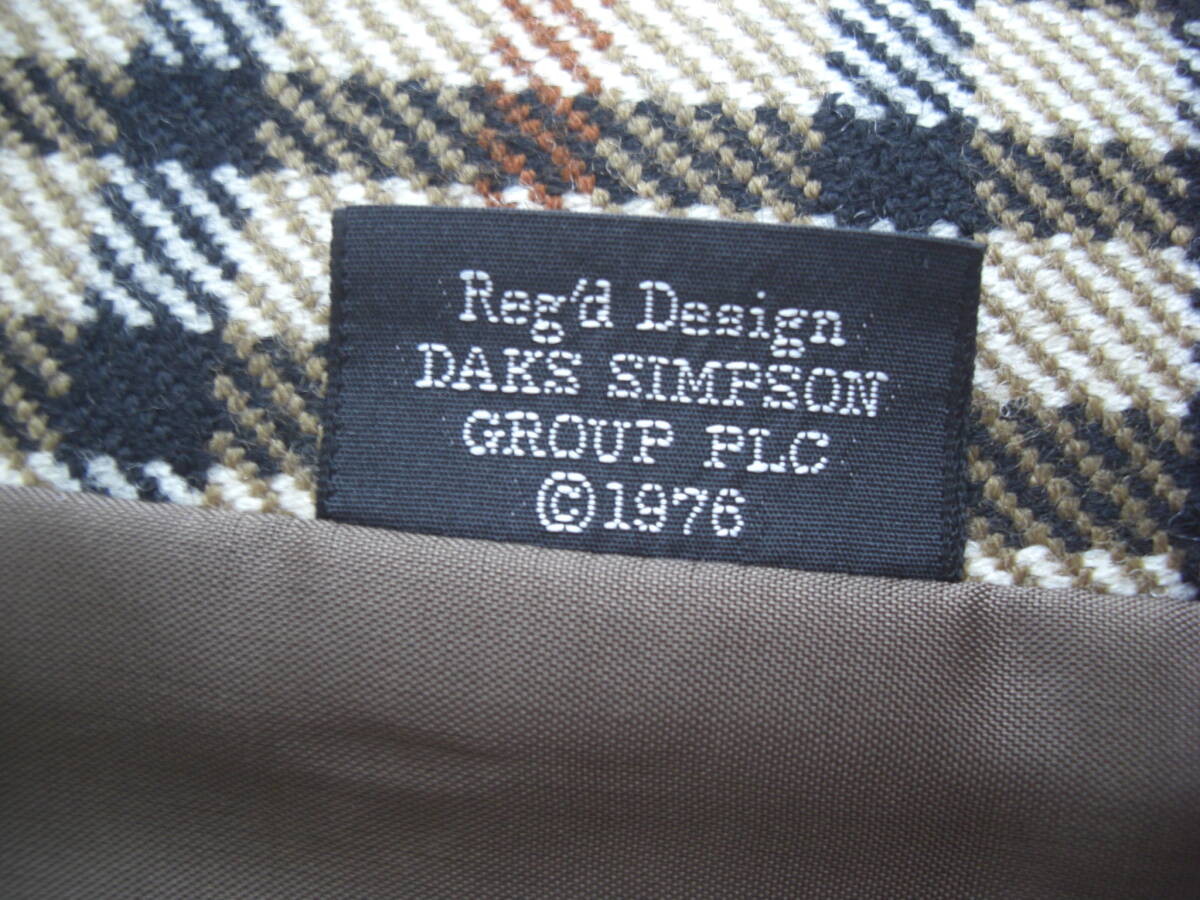 Reg'd Design
DAKS SIMPSON
GROUP PLC
©1976